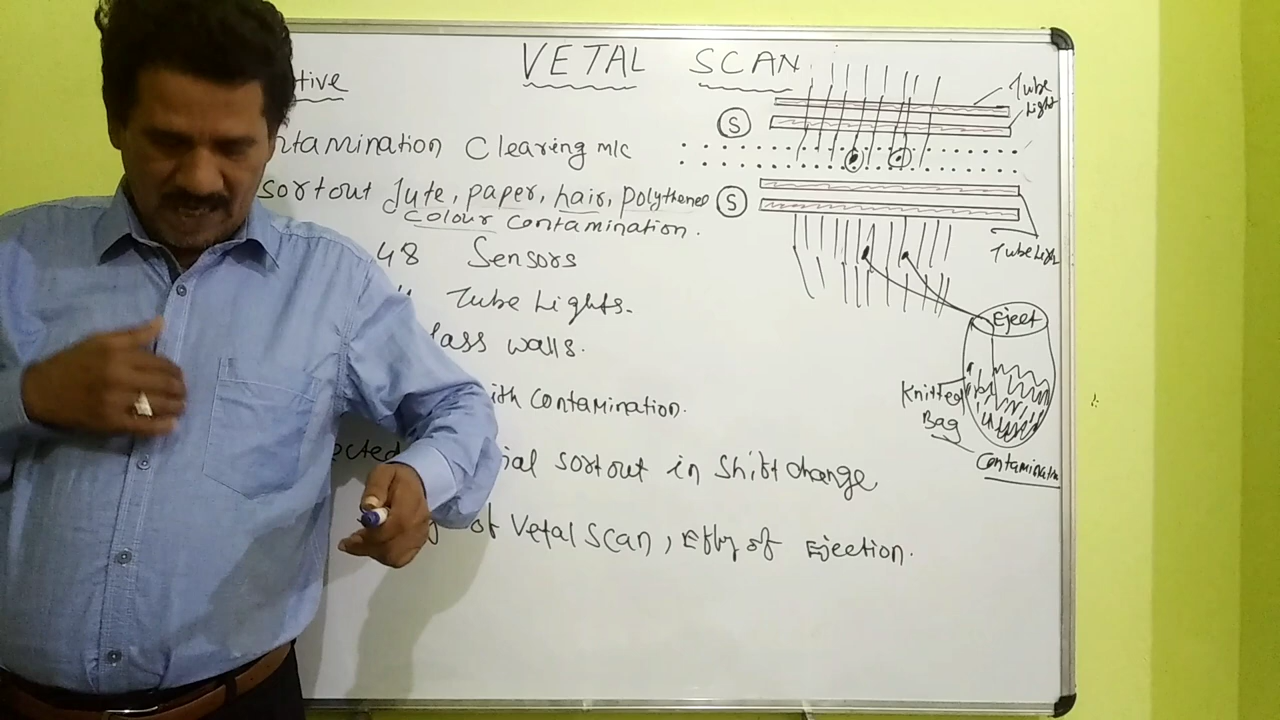 VETAL SCAN
tive
ntamination Clearing m/c
sortout Jute, paper, hair, polythenes
colour contamination.
48 Sensors
Tube Lights.
lass walls.
ith contamination.
ected ial sortout in Shift change
of Vetal Scan, Effy of Ejection.
Tube
Light
S
S
Tube Ligh
Eject
Knitted
Bag
Contamination